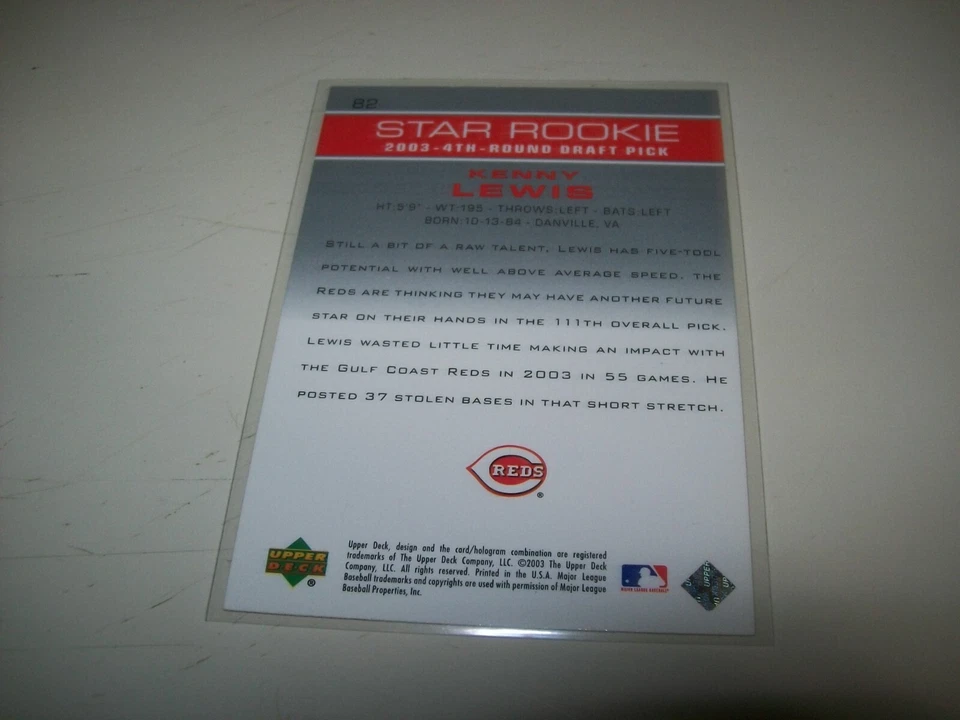 82
STAR ROOKIE
2003-4TH-ROUND DRAFT PICK
KENNY
LEWIS
HT:5'9" - WT:195 - THROWS:LEFT - BATS:LEFT
BORN:10-13-84 - DANVILLE, VA
STILL A BIT OF A RAW TALENT, LEWIS HAS FIVE-TOOL
POTENTIAL WITH WELL ABOVE AVERAGE SPEED. THE
REDS ARE THINKING THEY MAY HAVE ANOTHER FUTURE
STAR ON THEIR HANDS IN THE 111TH OVERALL PICK.
LEWIS WASTED LITTLE TIME MAKING AN IMPACT WITH
THE GULF COAST REDS IN 2003 IN 55 GAMES. HE
POSTED 37 STOLEN BASES IN THAT SHORT STRETCH.
REDS
®
UPPER
DECK
®
Upper Deck, design and the card/hologram combination are registered
trademarks of The Upper Deck Company, LLC. ©2003 The Upper Deck
Company, LLC. All rights reserved. Printed in the U.S.A. Major League
Baseball trademarks and copyrights are used with permission of Major League
Baseball Properties, Inc.
MAJOR LEAGUE BASEBALL
UPPER